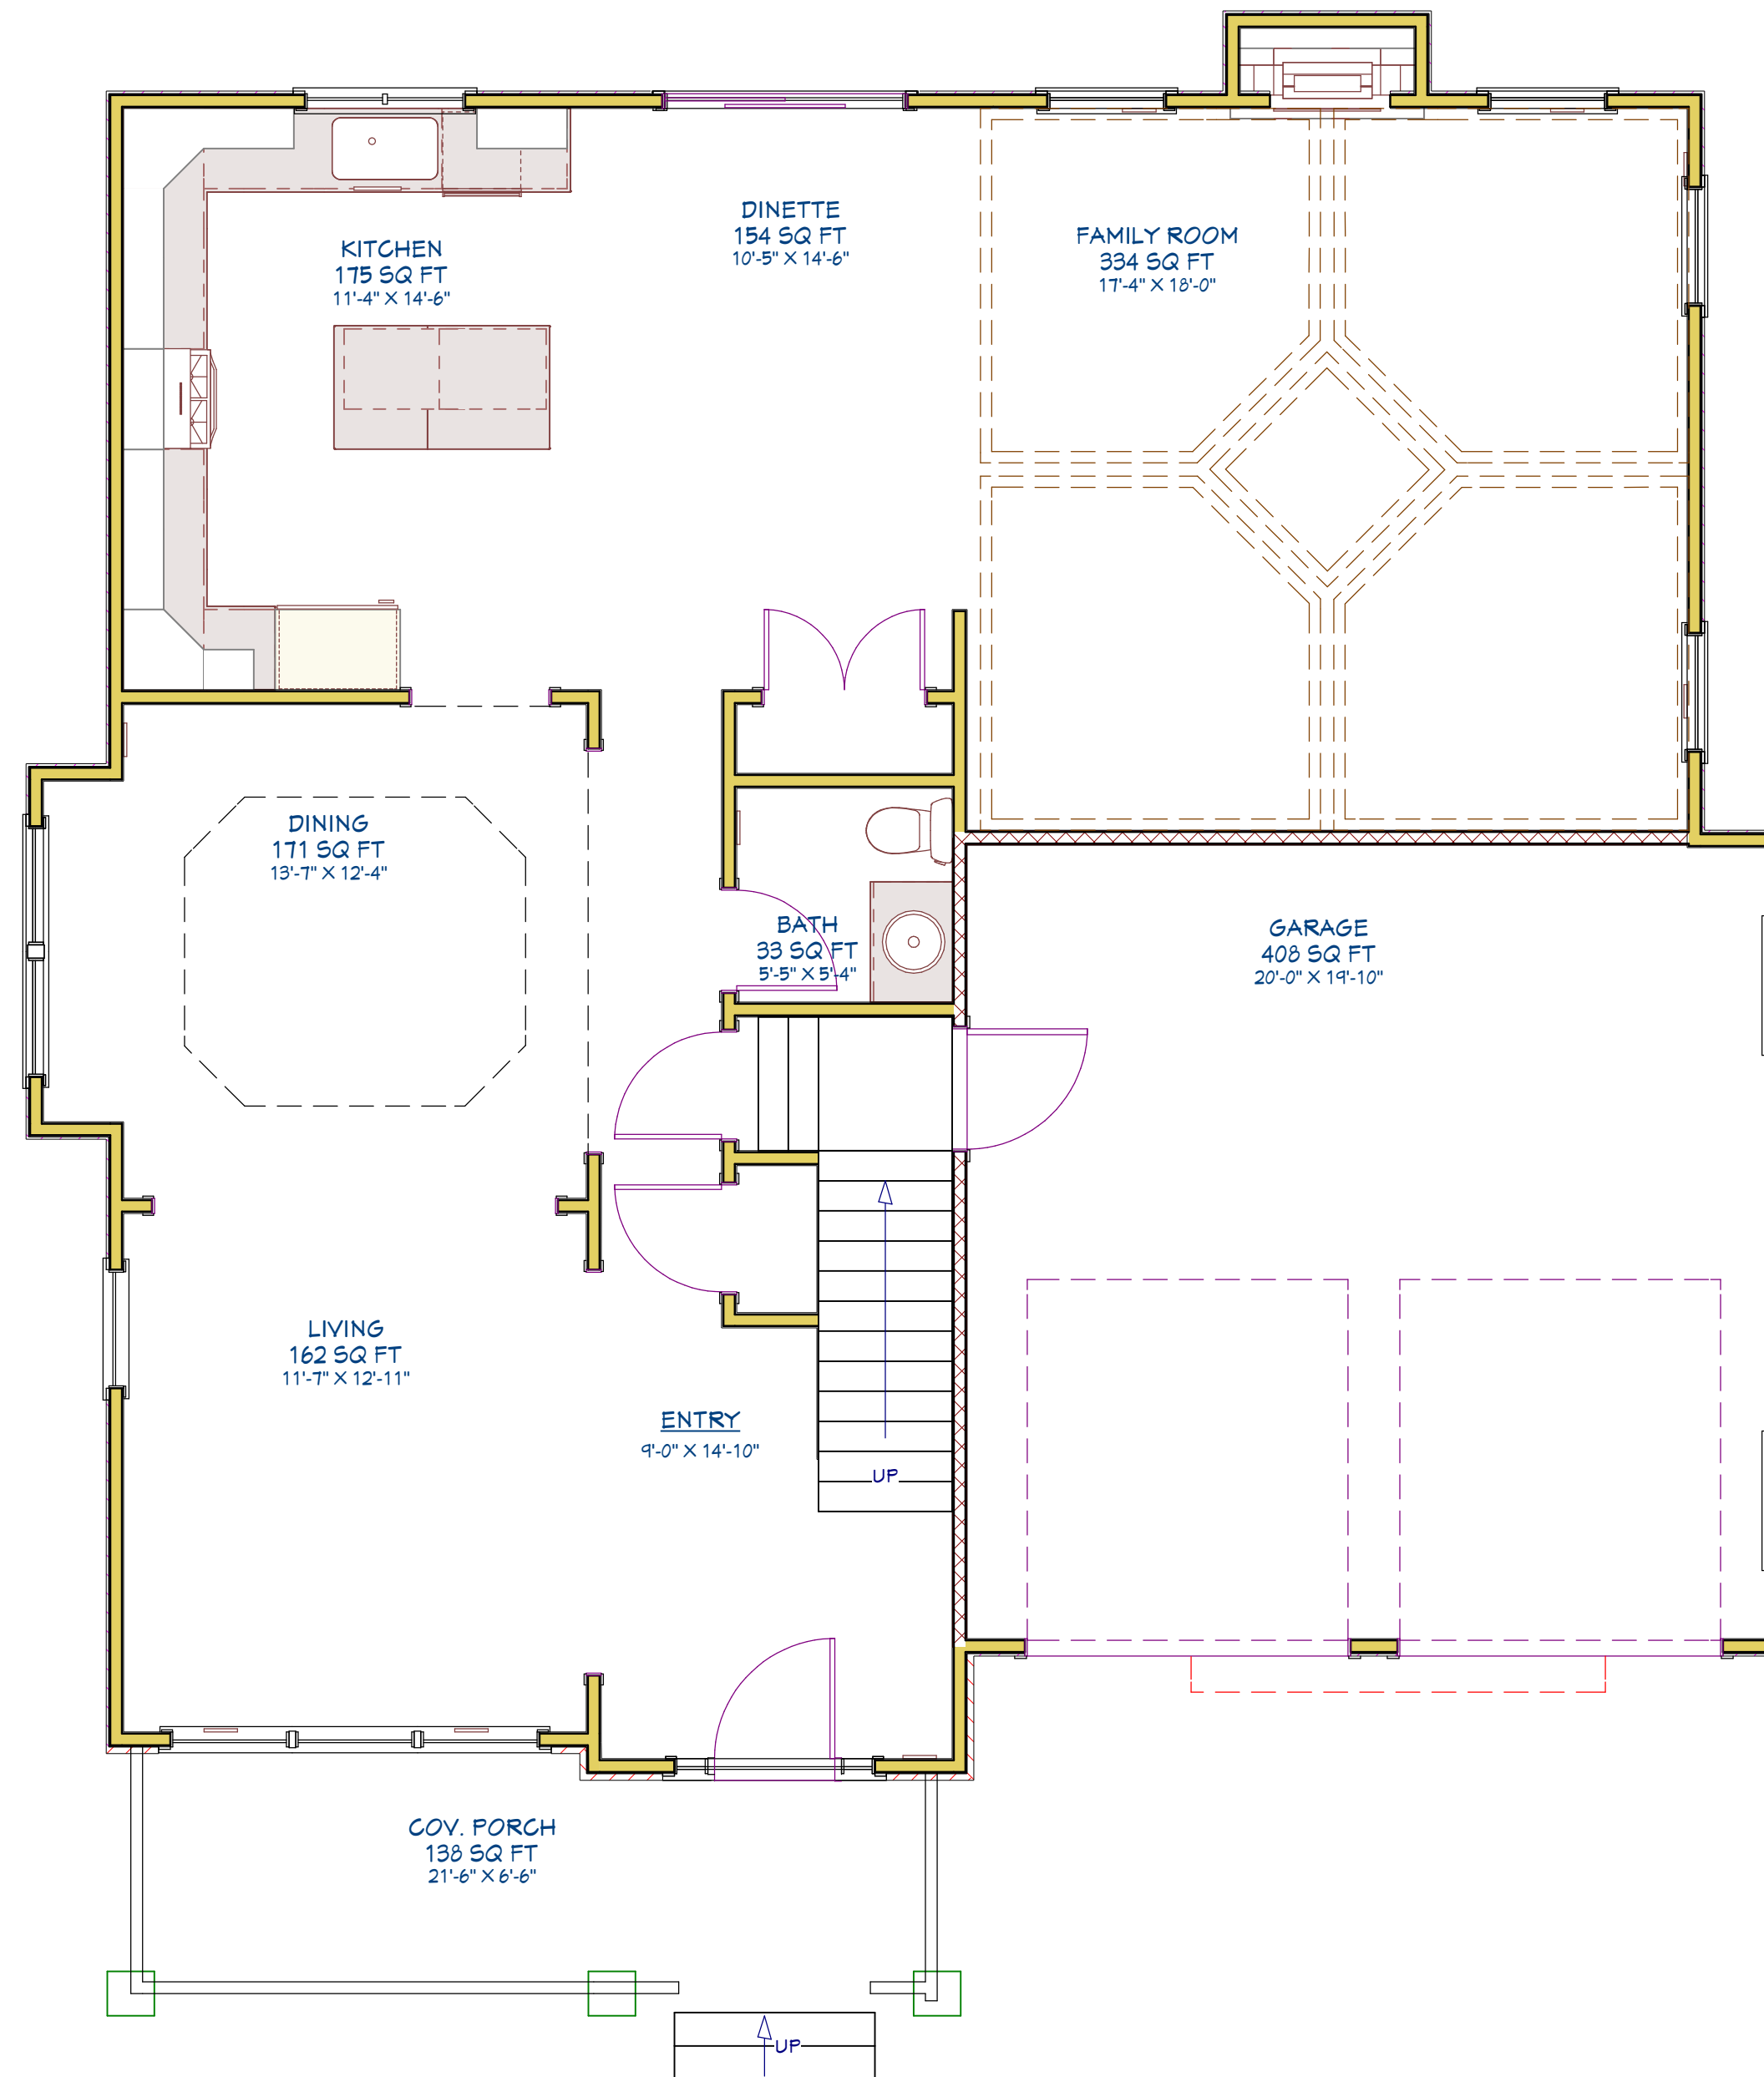 DINETTE
154 SQ FT
10'-5" X 14'-6"
FAMILY ROOM
334 SQ FT
17'-4" X 18'-0"
KITCHEN
175 SQ FT
11'-4" X 14'-6"
DINING
171 SQ FT
13'-7" X 12'-4"
BATH
33 SQ FT
5'-5" X 5'-4"
GARAGE
408 SQ FT
20'-0" X 19'-10"
LIVING
162 SQ FT
11'-7" X 12'-11"
ENTRY
9'-0" X 14'-10"
UP
COV. PORCH
138 SQ FT
21'-6" X 6'-6"
UP